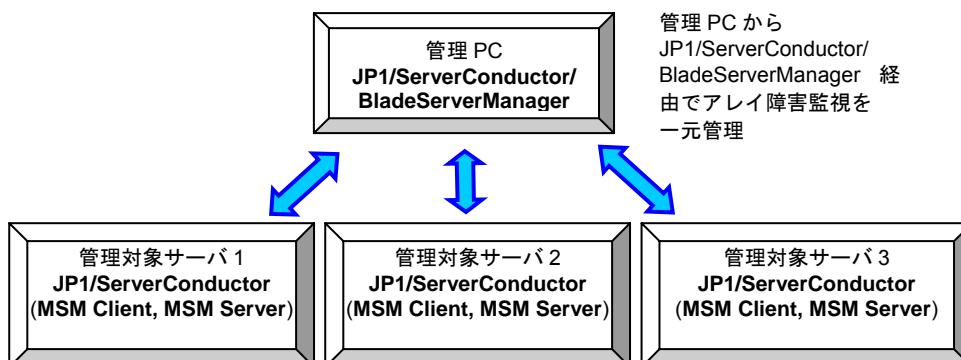 管理 PC
JP1/ServerConductor/
BladeServerManager
管理 PC から
JP1/ServerConductor/
BladeServerManager 経
由でアレイ障害監視を
一元管理
管理対象サーバ 1
JP1/ServerConductor
(MSM Client, MSM Server)
管理対象サーバ 2
JP1/ServerConductor
(MSM Client, MSM Server)
管理対象サーバ 3
JP1/ServerConductor
(MSM Client, MSM Server)